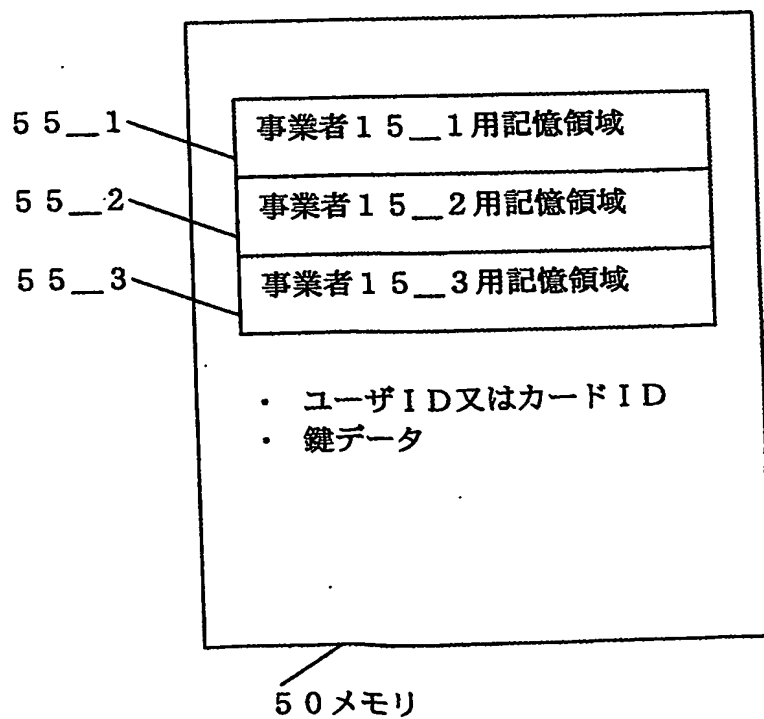 ５５＿１
事業者１５＿１用記憶領域
５５＿２
事業者１５＿２用記憶領域
５５＿３
事業者１５＿３用記憶領域
・ ユーザＩＤ又はカードＩＤ
・ 鍵データ
５０メモリ